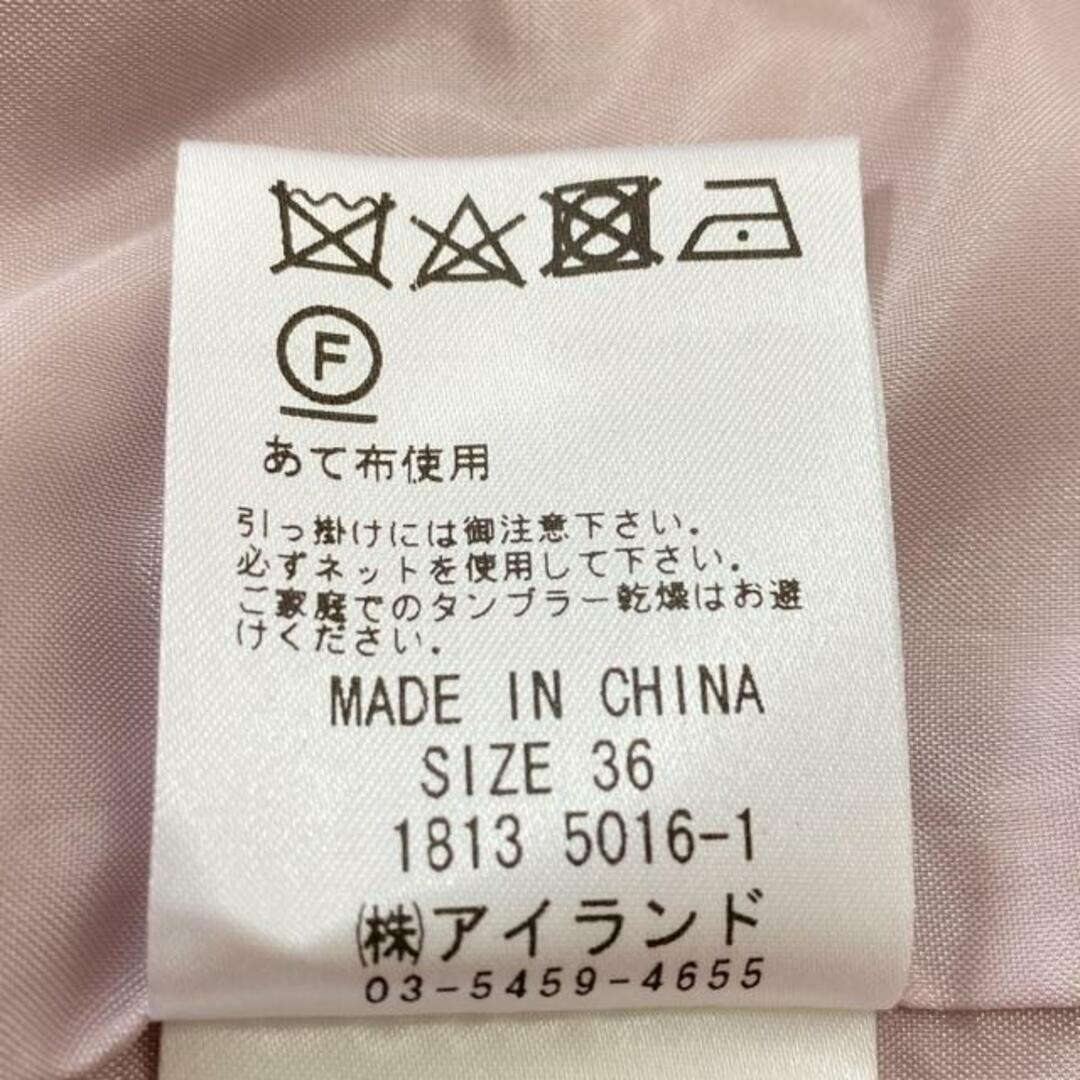 F
あて布使用
引っ掛けには御注意下さい.
必ずネットを使用して下さい.
ご家庭でのタンブラー乾燥はお避
けください.
MADE IN CHINA
SIZE 36
1813 5016-1
㈱アイランド
03-5459-4655